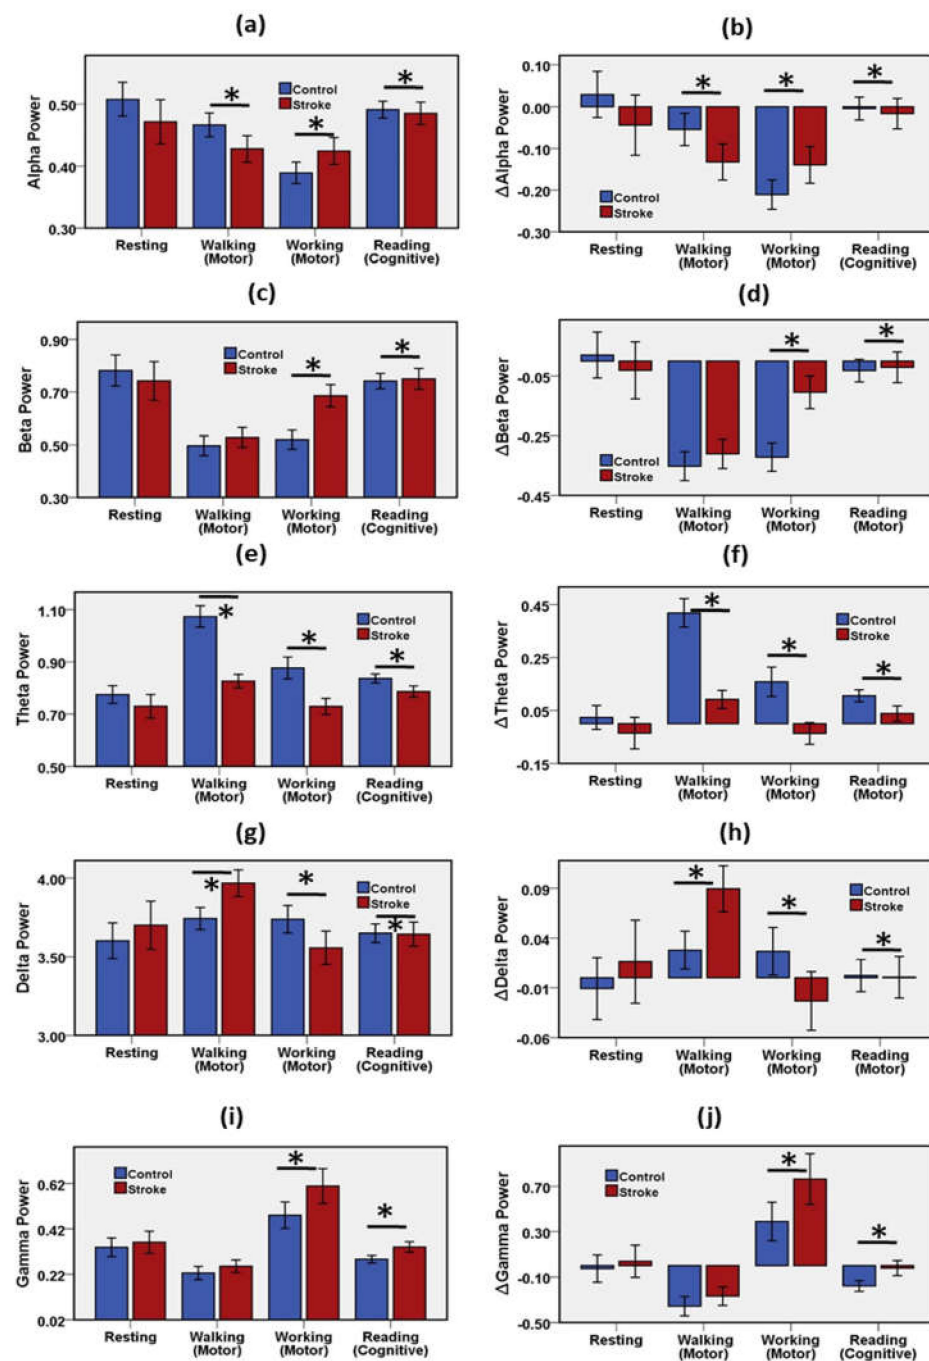 (a)
Alpha Power
0.50
0.40
0.30
Control
Stroke
*
*
*
Resting
Walking
(Motor)
Working
(Motor)
Reading
(Cognitive)
(b)
ΔAlpha Power
0.10
0.00
-0.10
-0.20
-0.30
*
*
*
Control
Stroke
Resting
Walking
(Motor)
Working
(Motor)
Reading
(Cognitive)
(c)
Beta Power
0.90
0.70
0.50
0.30
Control
Stroke
*
*
Resting
Walking
(Motor)
Working
(Motor)
Reading
(Cognitive)
(d)
ΔBeta Power
-0.05
-0.25
-0.45
*
*
Control
Stroke
Resting
Walking
(Motor)
Working
(Motor)
Reading
(Motor)
(e)
Theta Power
1.10
0.90
0.70
0.50
*
*
*
Control
Stroke
Resting
Walking
(Motor)
Working
(Motor)
Reading
(Cognitive)
(f)
ΔTheta Power
0.45
0.25
0.05
-0.15
*
*
*
Control
Stroke
Resting
Walking
(Motor)
Working
(Motor)
Reading
(Motor)
(g)
Delta Power
4.00
3.50
3.00
*
*
*
Control
Stroke
Resting
Walking
(Motor)
Working
(Motor)
Reading
(Cognitive)
(h)
ΔDelta Power
0.09
0.04
-0.01
-0.06
*
*
*
Control
Stroke
Resting
Walking
(Motor)
Working
(Motor)
Reading
(Motor)
(i)
Gamma Power
0.62
0.42
0.22
0.02
Control
Stroke
*
*
Resting
Walking
(Motor)
Working
(Motor)
Reading
(Cognitive)
(j)
ΔGamma Power
0.70
0.30
-0.10
-0.50
Control
Stroke
*
*
Resting
Walking
(Motor)
Working
(Motor)
Reading
(Cognitive)